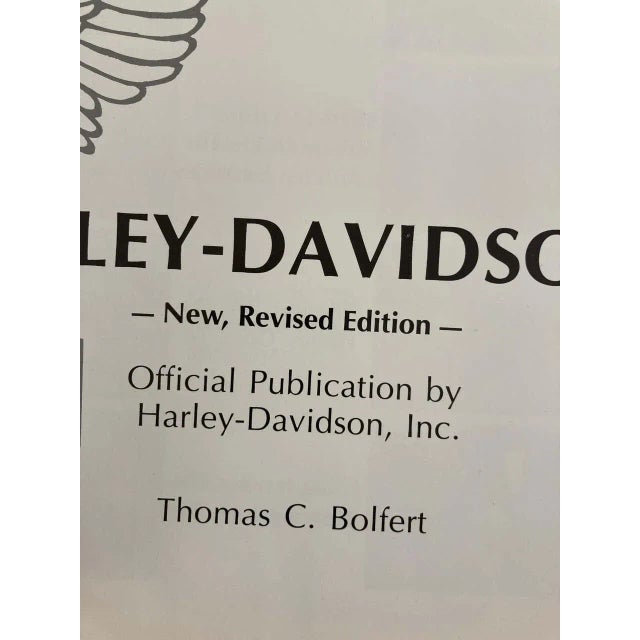 LEY-DAVIDSO
— New, Revised Edition —
Official Publication by
Harley-Davidson, Inc.
Thomas C. Bolfert